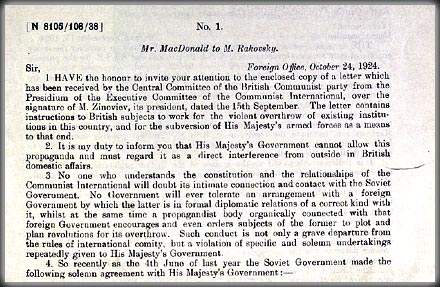 [N 8105/108/38]
No. 1.
Mr. MacDonald to M. Rakovsky.
Sir, Foreign Office, October 24, 1924.
I HAVE the honour to invite your attention to the enclosed copy of a letter which
has been received by the Central Committee of the British Communist party from the
Presidium of the Executive Committee of the Communist International, over the
signature of M. Zinoviev, its president, dated the 15th September. The letter contains
instructions to British subjects to work for the violent overthrow of existing institu-
tions in this country, and for the subversion of His Majesty's armed forces as a means
to that end.
2. It is my duty to inform you that His Majesty's Government cannot allow this
propaganda and must regard it as a direct interference from outside in British
domestic affairs.
3. No one who understands the constitution and the relationships of the
Communist International will doubt its intimate connection and contact with the Soviet
Government. No Government will ever tolerate an arrangement with a foreign
Government by which the latter is in formal diplomatic relations of a correct kind with
it, whilst at the same time a propagandist body organically connected with that
foreign Government encourages and even orders subjects of the former to plot and
plan revolutions for its overthrow. Such conduct is not only a grave departure from
the rules of international comity, but a violation of specific and solemn undertakings
repeatedly given to His Majesty's Government.
4. So recently as the 4th June of last year the Soviet Government made the
following solemn agreement with His Majesty's Government:—